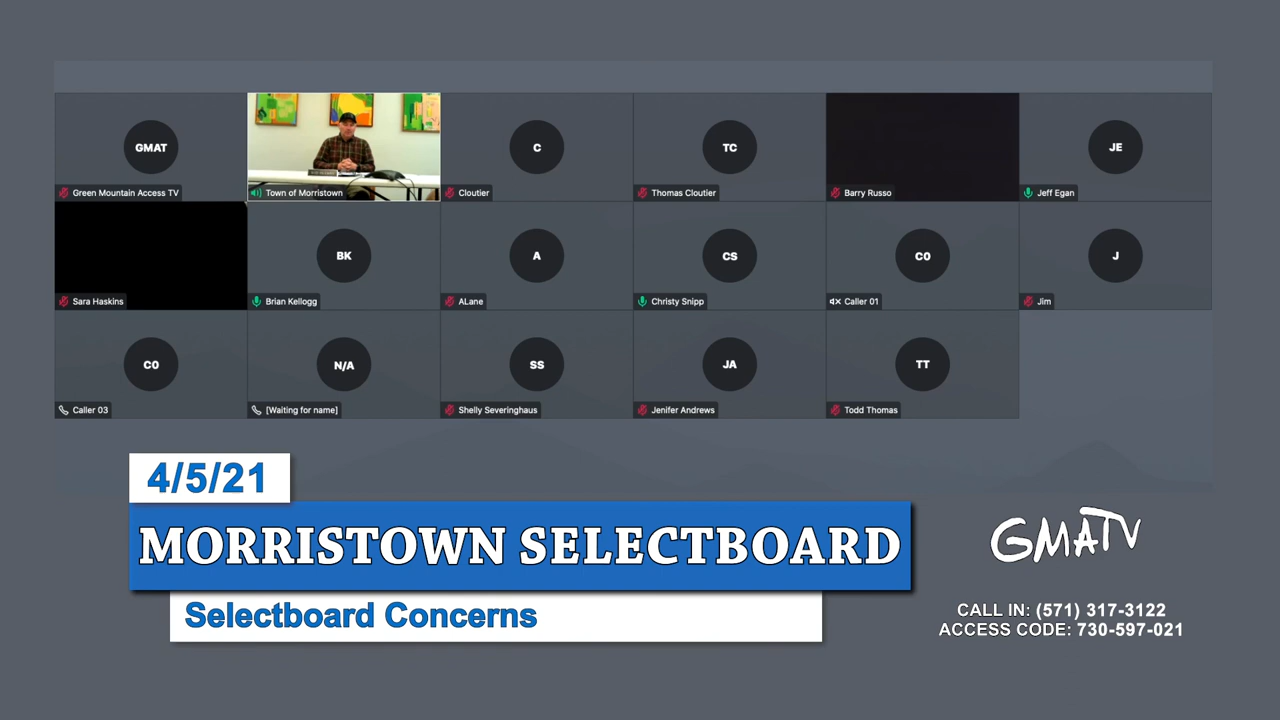 GMAT
C
TC
JE
Green Mountain Access TV
Town of Morristown
Cloutier
Thomas Cloutier
Barry Russo
Jeff Egan
BK
A
CS
C0
J
Sara Haskins
Brian Kellogg
ALane
Christy Snipp
Caller 01
Jim
C0
N/A
SS
JA
TT
Caller 03
[Waiting for name]
Shelly Severinghaus
Jenifer Andrews
Todd Thomas
4/5/21
MORRISTOWN SELECTBOARD
Selectboard Concerns
GMATV
CALL IN: (571) 317-3122
ACCESS CODE: 730-597-021